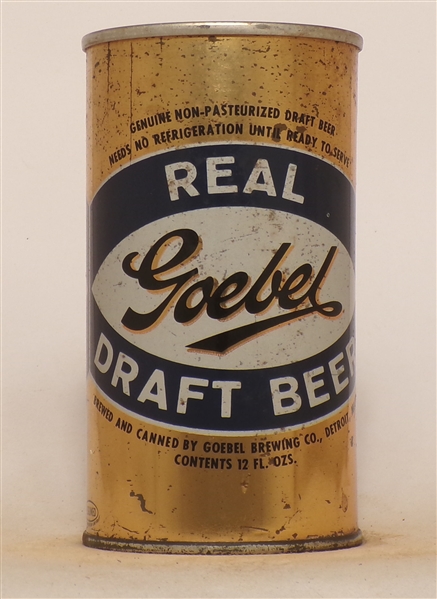 GENUINE NON-PASTEURIZED DRAFT BEER
NEEDS NO REFRIGERATION UNTIL READY TO SERVE
REAL
Goebel
DRAFT BEER
BREWED AND CANNED BY GOEBEL BREWING CO., DETROIT,
CONTENTS 12 FL. OZS.